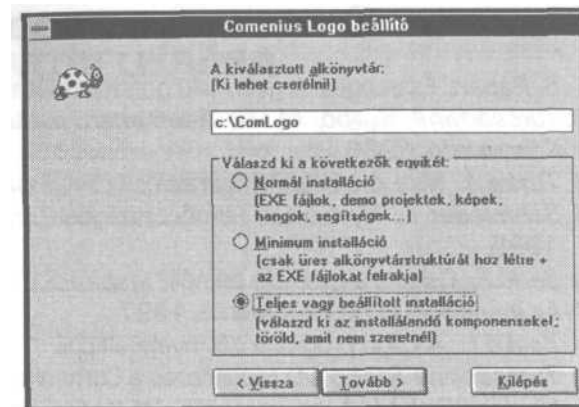 Comenius Logo beállító
A kiválasztott alkönyvtár:
(Ki lehet cserélni!)
c:\ComLogo
Válaszd ki a következők egyikét:
Normál installáció
(EXE fájlok, demo projektek, képek,
hangok, segítségek...)
Minimum installáció
(csak üres alkönyvtárstruktúrát hoz létre +
az EXE fájlokat felrakja)
Teljes vagy beállított installáció
(válaszd ki az installálandó komponenseket;
töröld, amit nem szeretnél)
< Vissza
Tovább >
Kilépés